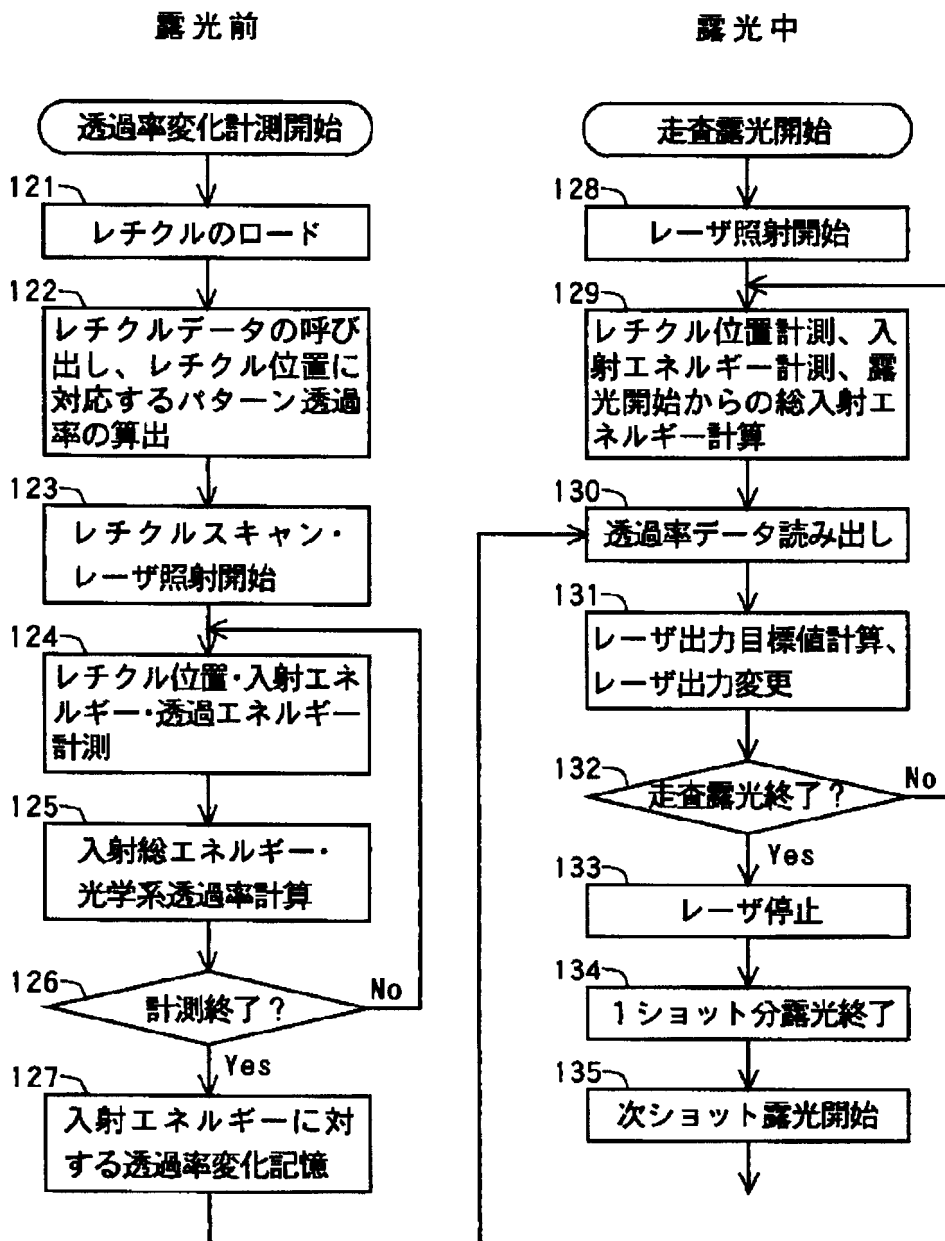 露光前
透過率変化計測開始
121
レチクルのロード
122
レチクルデータの呼び
出し、レチクル位置に
対応するパターン透過
率の算出
123
レチクルスキャン・
レーザ照射開始
124
レチクル位置・入射エネ
ルギー・透過エネルギー
計測
125
入射総エネルギー・
光学系透過率計算
126
計測終了?
No
Yes
127
入射エネルギーに対
する透過率変化記憶
露光中
走査露光開始
128
レーザ照射開始
129
レチクル位置計測、入
射エネルギー計測、露
光開始からの総入射エ
ネルギー計算
130
透過率データ読み出し
131
レーザ出力目標値計算、
レーザ出力変更
132
走査露光終了?
No
Yes
133
レーザ停止
134
1ショット分露光終了
135
次ショット露光開始